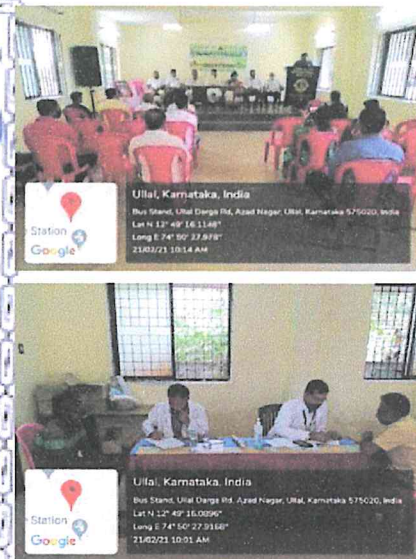 Station
Google
Ullal, Karnataka, India
Bus Stand, Ullal Darga Rd, Azad Nagar, Ullal, Karnataka 575020, India
Lat N 12° 49' 16.1148"
Long E 74° 50' 27.978"
21/02/21 10:14 AM
Station
Google
Ullal, Karnataka, India
Bus Stand, Ullal Darga Rd, Azad Nagar, Ullal, Karnataka 575020, India
Lat N 12° 49' 16.0896"
Long E 74° 50' 27.9168"
21/02/21 10:01 AM